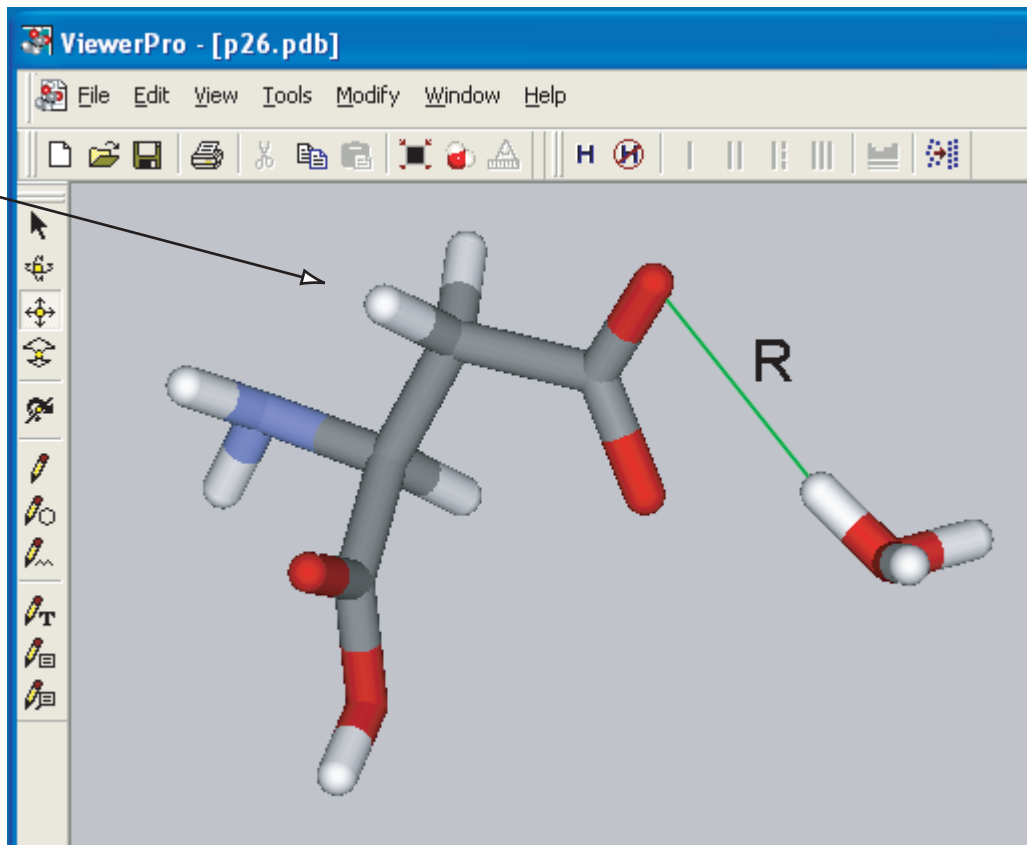 ViewerPro - [p26.pdb]
File Edit View Tools Modify Window Help
H H
T
R